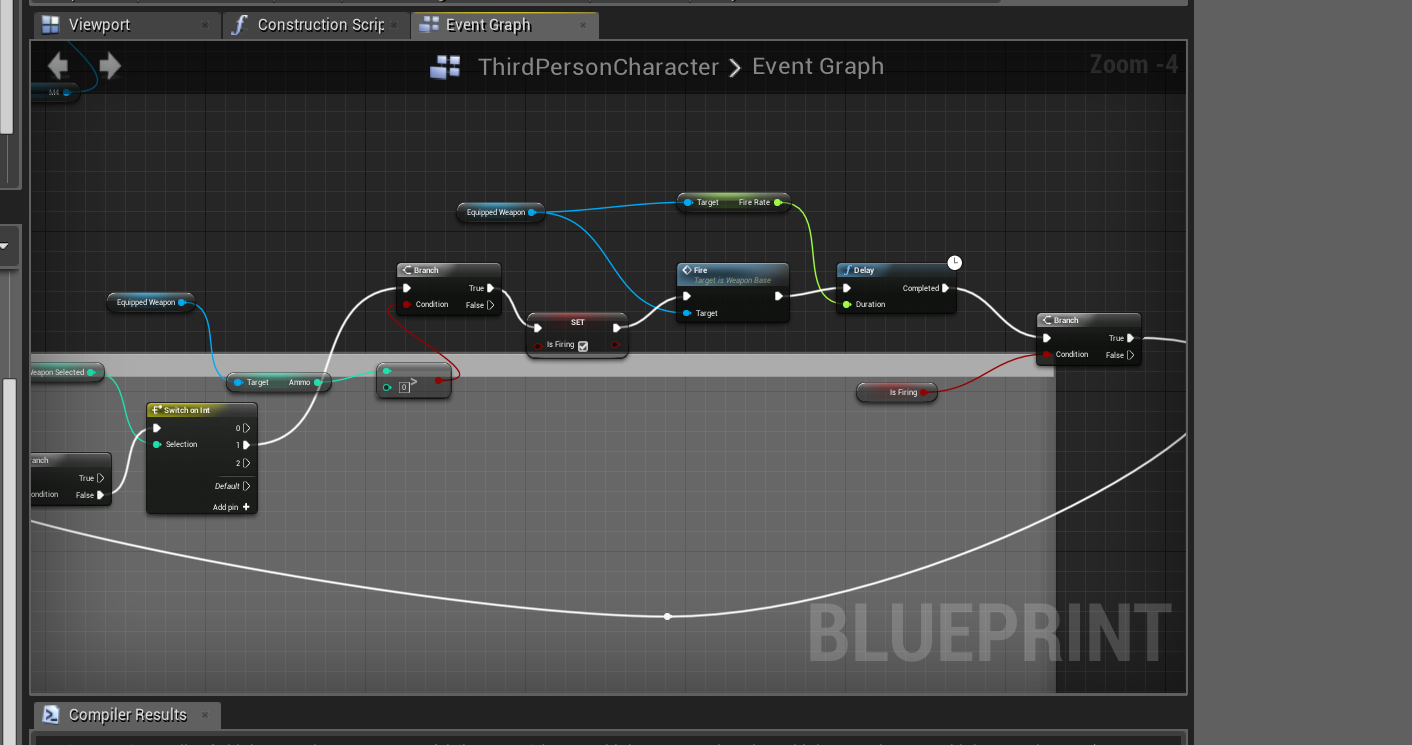 Viewport
Construction Scrip
Event Graph
ThirdPersonCharacter > Event Graph
Zoom -4
M4
Equipped Weapon
Target Fire Rate
Branch
True
Condition False
Fire
Target is Weapon Base
Target
Delay
Completed
Duration
Equipped Weapon
SET
Is Firing
Branch
True
Condition False
Weapon Selected
Target Ammo
[0] >
Is Firing
Switch on Int
0
Selection 1
2
Default
Add pin +
anch
True
ondition False
BLUEPRINT
Compiler Results